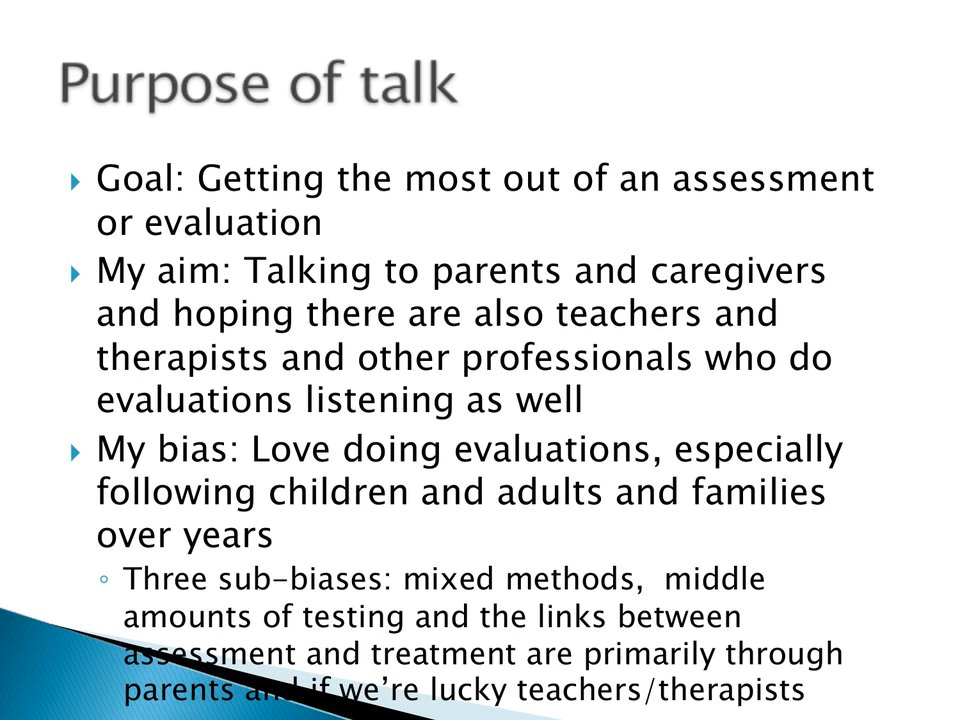 Purpose of talk
Goal: Getting the most out of an assessment
or evaluation
My aim: Talking to parents and caregivers
and hoping there are also teachers and
therapists and other professionals who do
evaluations listening as well
My bias: Love doing evaluations, especially
following children and adults and families
over years
Three sub-biases: mixed methods,  middle
amounts of testing and the links between
assessment and treatment are primarily through
parents and if we're lucky teachers/therapists